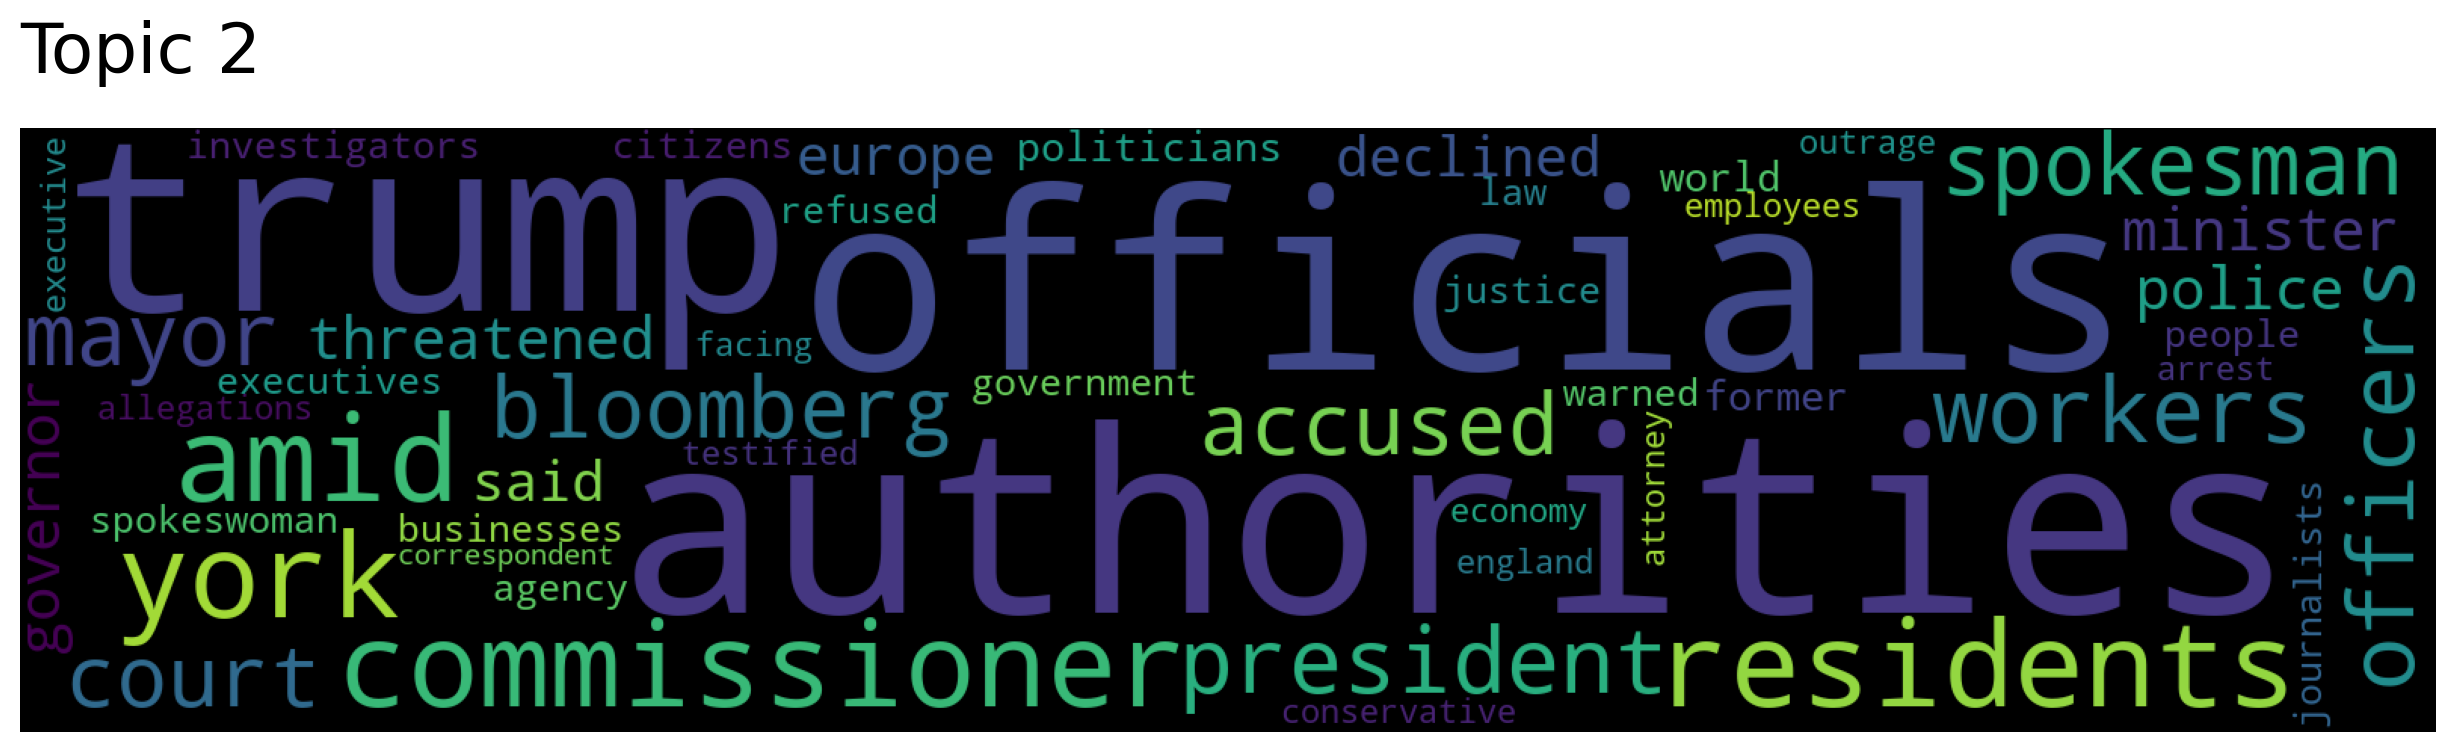 Topic 2
executive
investigators
citizens
europe
politicians
declined
outrage
spokesman
trump
officials
refused
law
world
employees
minister
justice
police
mayor
threatened
facing
people
arrest
officers
executives
bloomberg
government
accused
warned
former
workers
governor
allegations
amid
testified
authorities
attorney
said
spokeswoman
businesses
correspondent
agency
york
economy
england
journalists
court
commissioner
president
residents
conservative